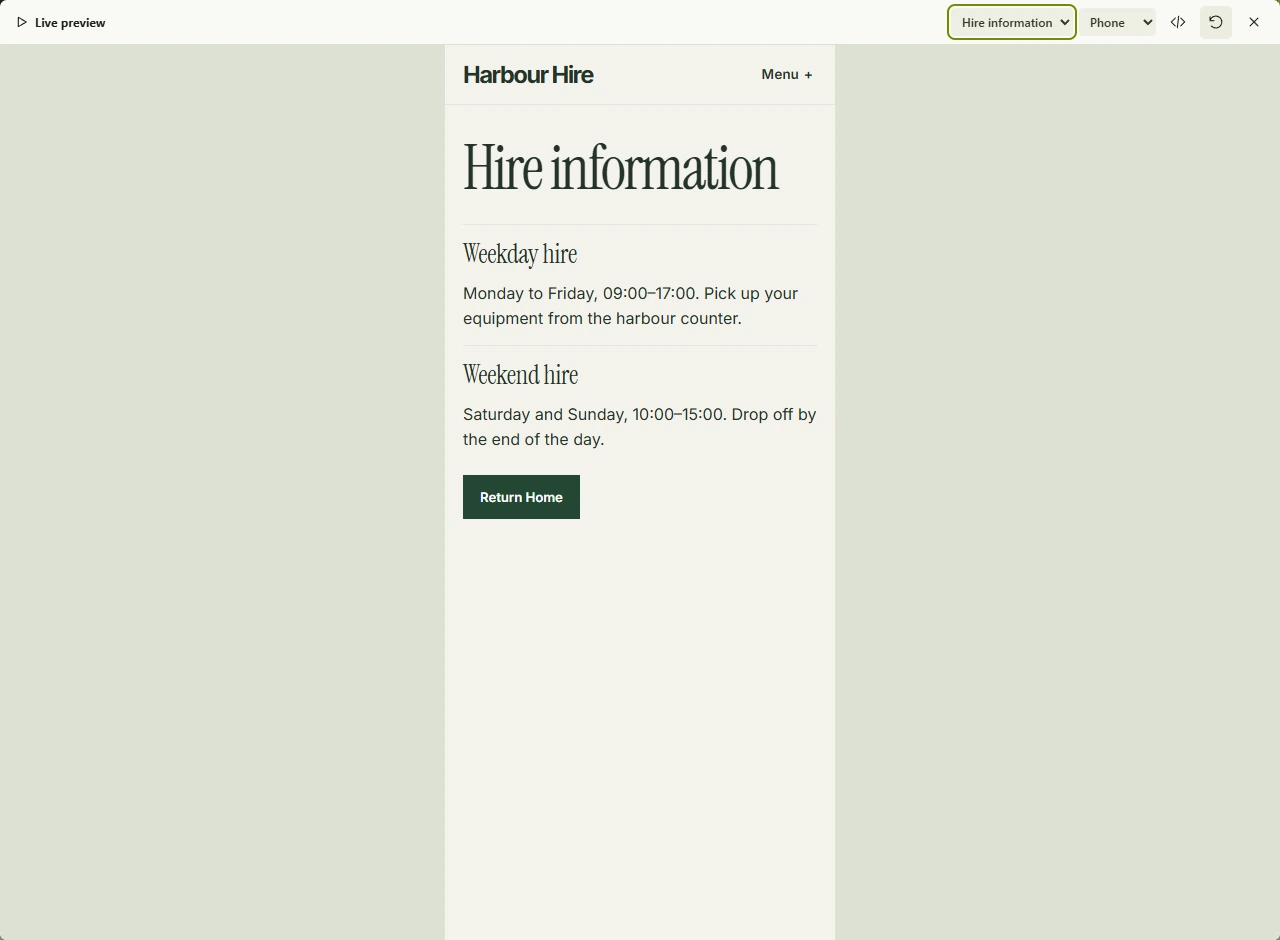 Live preview
Hire information
Phone
Harbour Hire
Menu +
Hire information
Weekday hire
Monday to Friday, 09:00–17:00. Pick up your
equipment from the harbour counter.
Weekend hire
Saturday and Sunday, 10:00–15:00. Drop off by
the end of the day.
Return Home